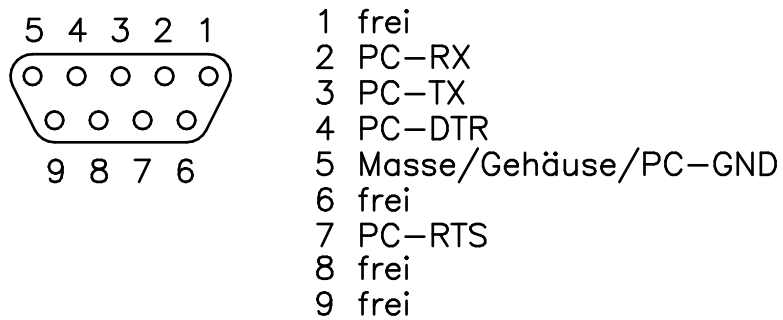 5 4 3 2 1
9 8 7 6
1 frei
2 PC-RX
3 PC-TX
4 PC-DTR
5 Masse/Gehäuse/PC-GND
6 frei
7 PC-RTS
8 frei
9 frei